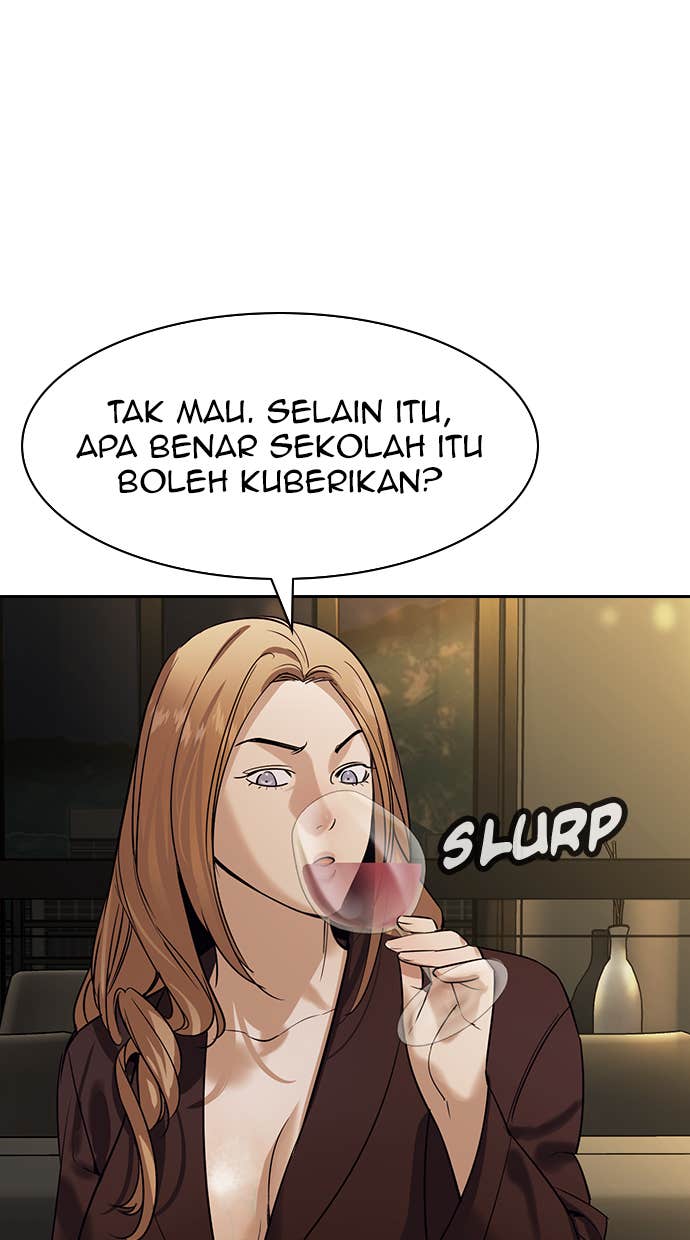 TAK MAU. SELAIN ITU,
APA BENAR SEKOLAH ITU
BOLEH KUBERIKAN?
SLURP